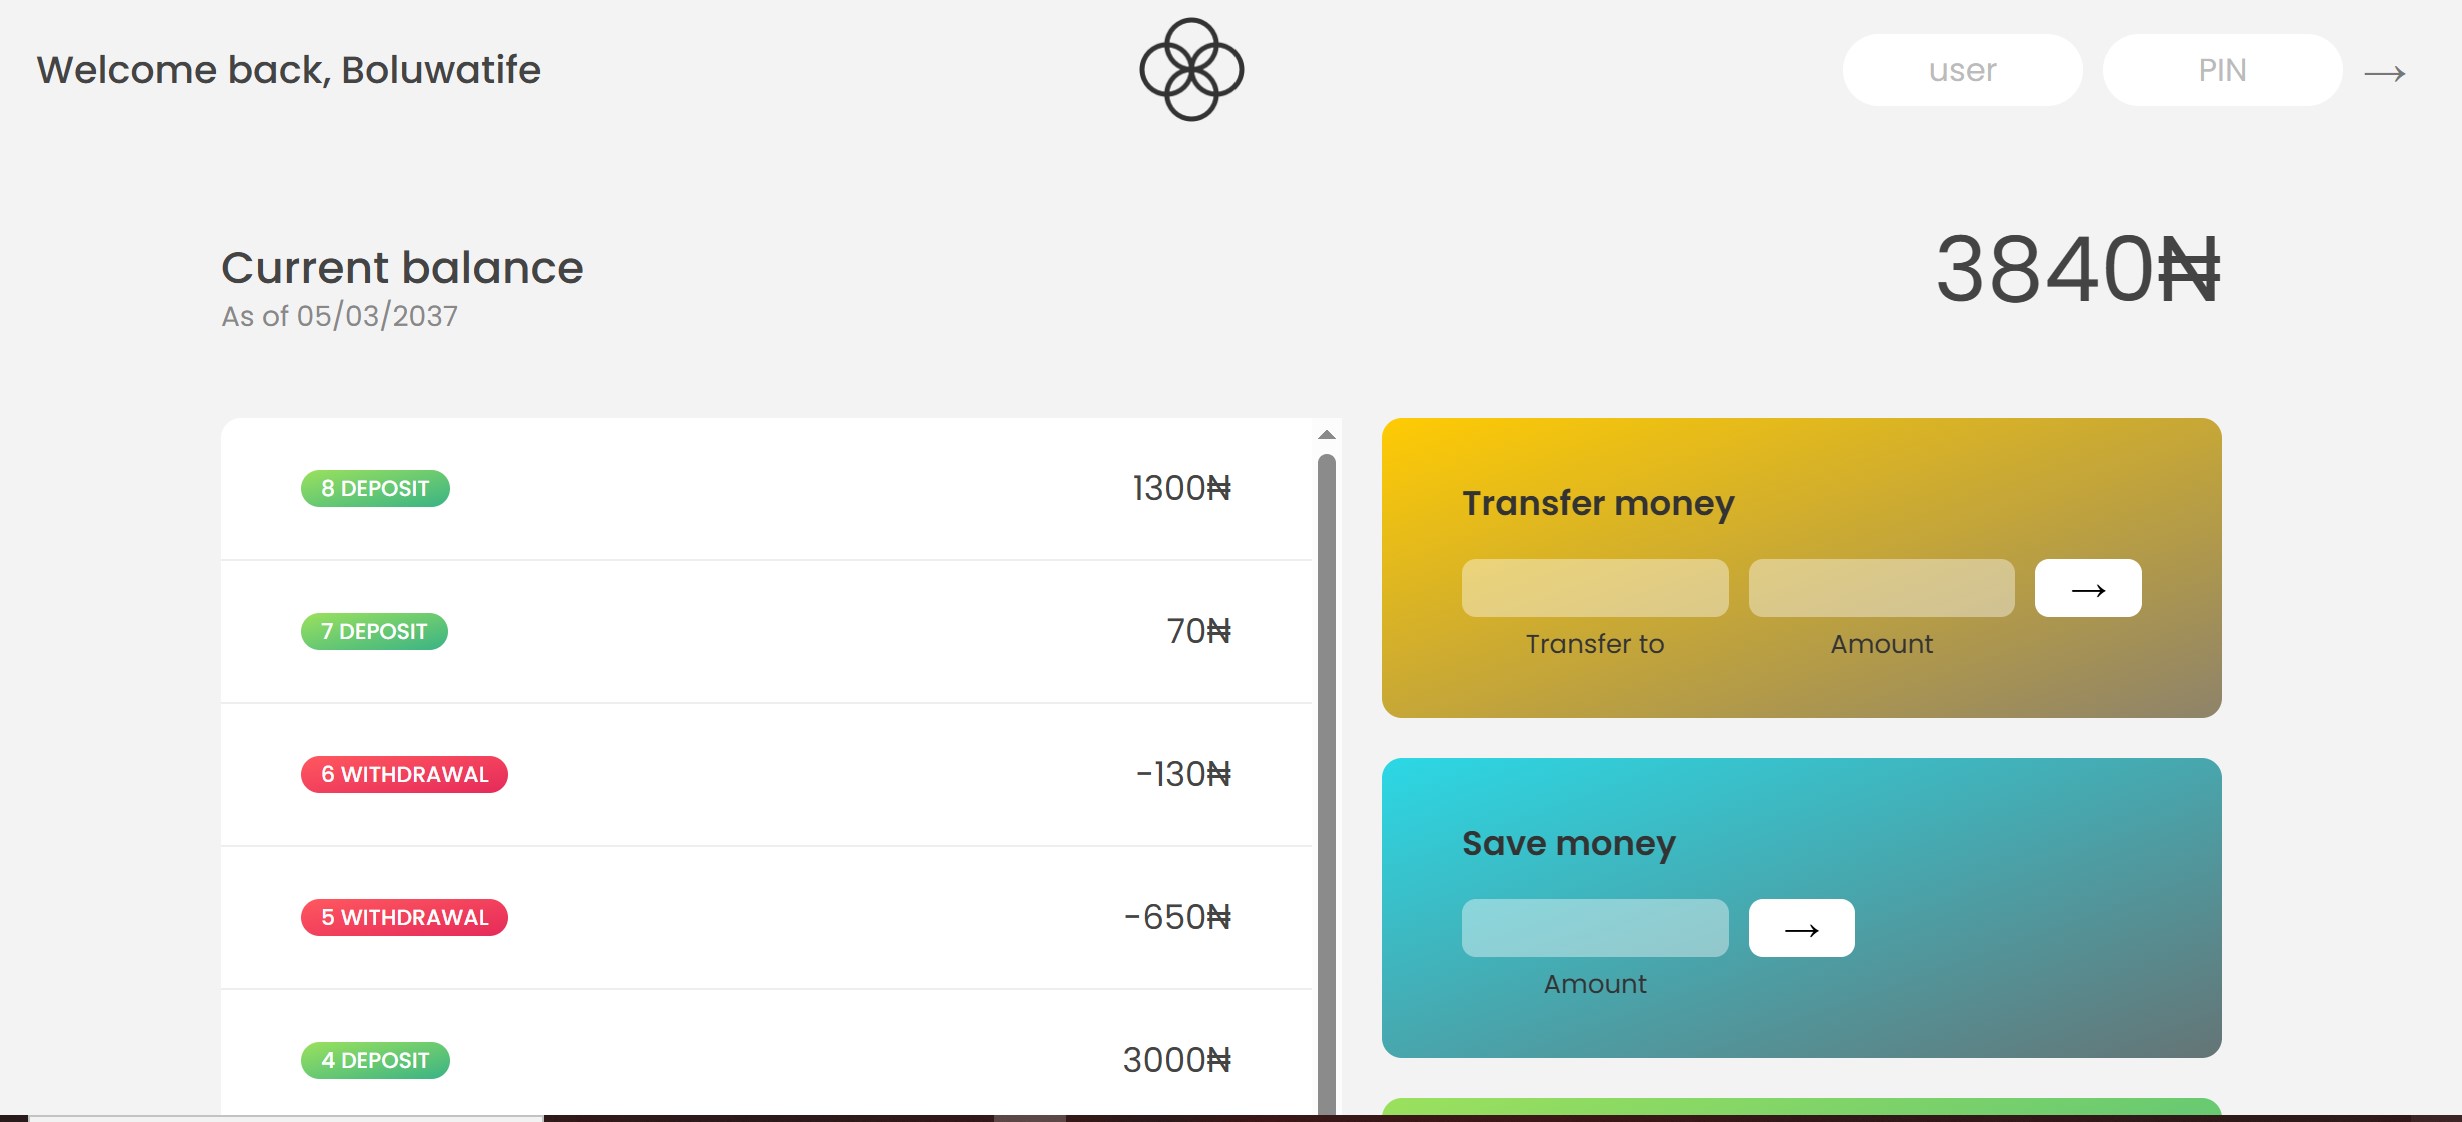 Welcome back, Boluwatife
user
PIN
→
Current balance
As of 05/03/2037
3840₦
8 DEPOSIT
1300₦
7 DEPOSIT
70₦
6 WITHDRAWAL
-130₦
5 WITHDRAWAL
-650₦
4 DEPOSIT
3000₦
Transfer money
→
Transfer to
Amount
Save money
→
Amount